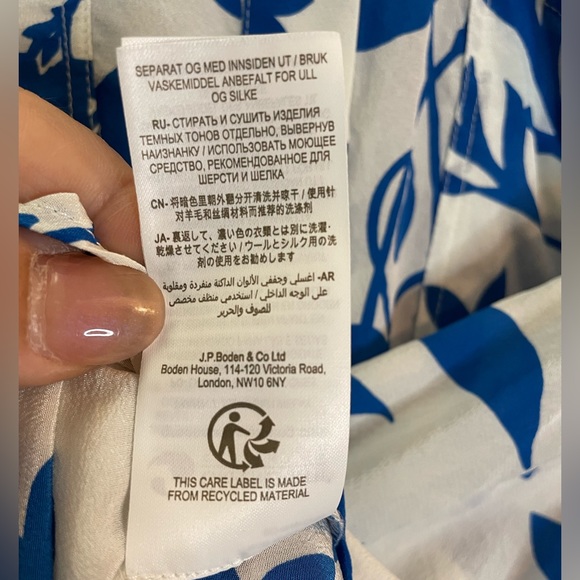 SEPARAT OG MED INNSIDEN UT / BRUK
VASKEMIDDEL ANBEFALT FOR ULL
OG SILKE
RU- СТИРАТЬ И СУШИТЬ ИЗДЕЛИЯ
ТЕМНЫХ ТОНОВ ОТДЕЛЬНО, ВЫВЕРНУВ
НАИЗНАНКУ / ИСПОЛЬЗОВАТЬ МОЮЩЕЕ
СРЕДСТВО, РЕКОМЕНДОВАННОЕ ДЛЯ
ШЕРСТИ И ШЕЛКА
CN- 将暗色里朝外翻分开清洗并晾干 / 使用针
对羊毛和丝绸材料而推荐的洗涤剂
JA- 裏返して、濃い色の衣類とは別に洗濯、
乾燥させてください / ウールとシルク用の洗
剤の使用をお勧めします
AR- اغسلي وجففي الألوان الداكنة منفردة ومقلوبة
على الوجه الداخلي / استخدمي منظف مخصص
للصوف والحرير
J.P.Boden & Co Ltd
Boden House, 114-120 Victoria Road,
London, NW10 6NY
THIS CARE LABEL IS MADE
FROM RECYCLED MATERIAL